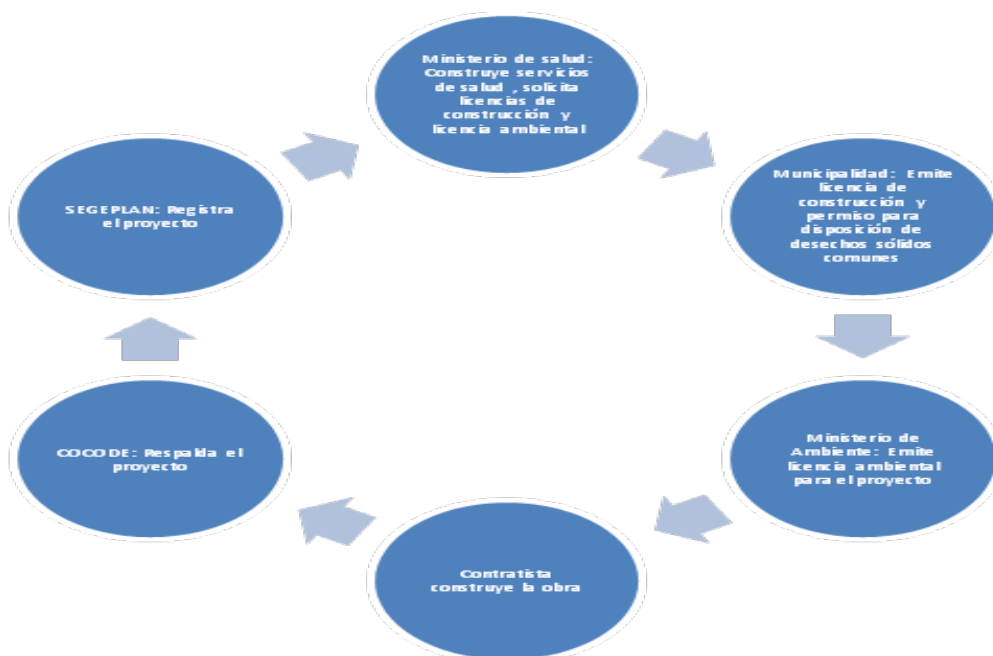 Ministerio de salud:
Construye servicios
de salud , solicita
licencias de
construcción y
licencia ambiental
Municipalidad: Emite
licencia de
construcción y
permiso para
disposición de
desechos sólidos
comunes
Ministerio de
Ambiente: Emite
licencia ambiental
para el proyecto
Contratista
construye la obra
COCODE: Respalda el
proyecto
SEGEPLAN: Registra
el proyecto